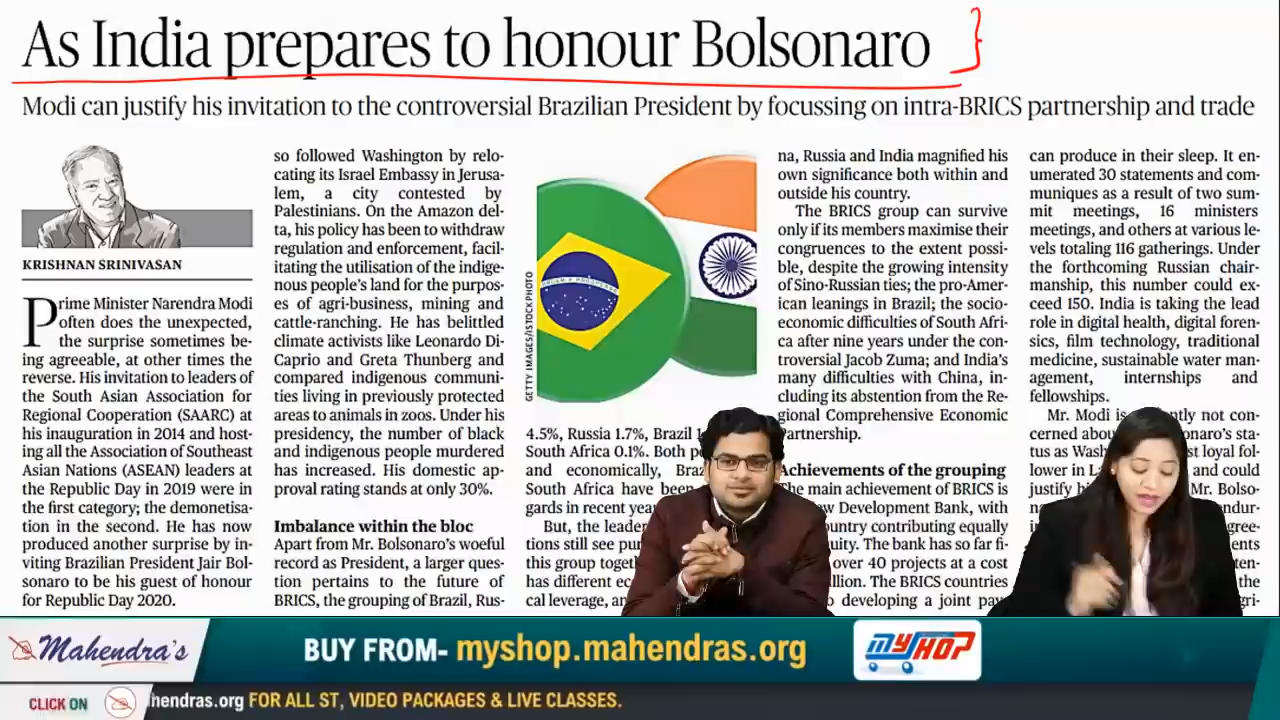 As India prepares to honour Bolsonaro
Modi can justify his invitation to the controversial Brazilian President by focussing on intra-BRICS partnership and trade
KRISHNAN SRINIVASAN
Prime Minister Narendra Modi
often does the unexpected,
the surprise sometimes be-
ing agreeable, at other times the
reverse. His invitation to leaders of
the South Asian Association for
Regional Cooperation (SAARC) at
his inauguration in 2014 and host-
ing all the Association of Southeast
Asian Nations (ASEAN) leaders at
the Republic Day in 2019 were in
the first category; the demonetisa-
tion in the second. He has now
produced another surprise by in-
viting Brazilian President Jair Bol-
sonaro to be his guest of honour
for Republic Day 2020.
so followed Washington by relo-
cating its Israel Embassy in Jerusa-
lem, a city contested by
Palestinians. On the Amazon del-
ta, his policy has been to withdraw
regulation and enforcement, facil-
itating the utilisation of the indige-
nous people's land for the purpos-
es of agri-business, mining and
cattle-ranching. He has belittled
climate activists like Leonardo Di-
Caprio and Greta Thunberg and
compared indigenous communi-
ties living in previously protected
areas to animals in zoos. Under his
presidency, the number of black
and indigenous people murdered
has increased. His domestic ap-
proval rating stands at only 30%.
Imbalance within the bloc
Apart from Mr. Bolsonaro's woeful
record as President, a larger ques-
tion pertains to the future of
BRICS, the grouping of Brazil, Rus-
GETTY IMAGES/ISTOCKPHOTO
4.5%, Russia 1.7%, Brazil
South Africa 0.1%. Both
and economically,
South Africa have been
gards in recent
But, the
tions still see
this group
has different
cal leverage,
na, Russia and India magnified his
own significance both within and
outside his country.
The BRICS group can survive
only if its members maximise their
congruences to the extent possi-
ble, despite the growing intensity
of Sino-Russian ties; the pro-Amer-
ican leanings in Brazil; the socio-
economic difficulties of South Afri-
ca after nine years under the con-
troversial Jacob Zuma; and India's
many difficulties with China, in-
cluding its abstention from the Re-
gional Comprehensive Economic
Partnership.
Achievements of the grouping
The main achievement of BRICS is
Development Bank, with
country contributing equally
The bank has so far fi-
over 40 projects at a cost
The BRICS countries
developing a joint pay
can produce in their sleep. It en-
umerated 30 statements and com-
muniques as a result of two sum-
mit meetings, 16 ministers
meetings, and others at various le-
vels totaling 116 gatherings. Under
the forthcoming Russian chair-
manship, this number could ex-
ceed 150. India is taking the lead
role in digital health, digital foren-
sics, film technology, traditional
medicine, sustainable water man-
agement, internships and
fellowships.
Mr. Modi is not con-
cerned sta-
tus as loyal fol-
lower in and could
justify Mr. Bolso-
the
Mahendra's
BUY FROM- myshop.mahendras.org
MY SHOP
CLICK ON
hendras.org FOR ALL ST, VIDEO PACKAGES & LIVE CLASSES.